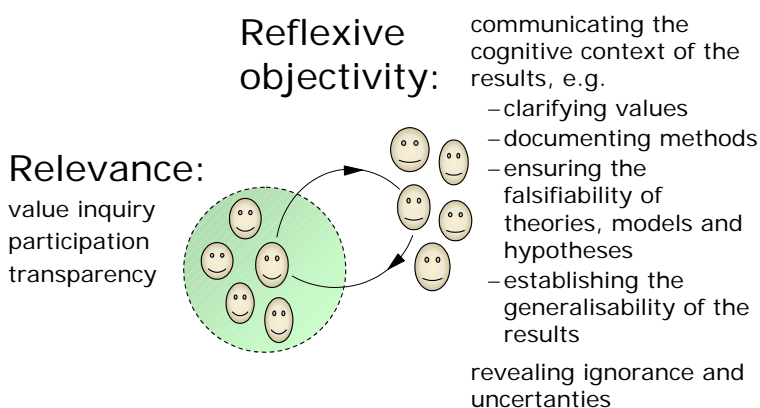 Reflexive
objectivity:
communicating the
cognitive context of the
results, e.g.
–clarifying values
–documenting methods
–ensuring the
falsifiability of
theories, models and
hypotheses
–establishing the
generalisability of the
results
revealing ignorance and
uncertanties
Relevance:
value inquiry
participation
transparency